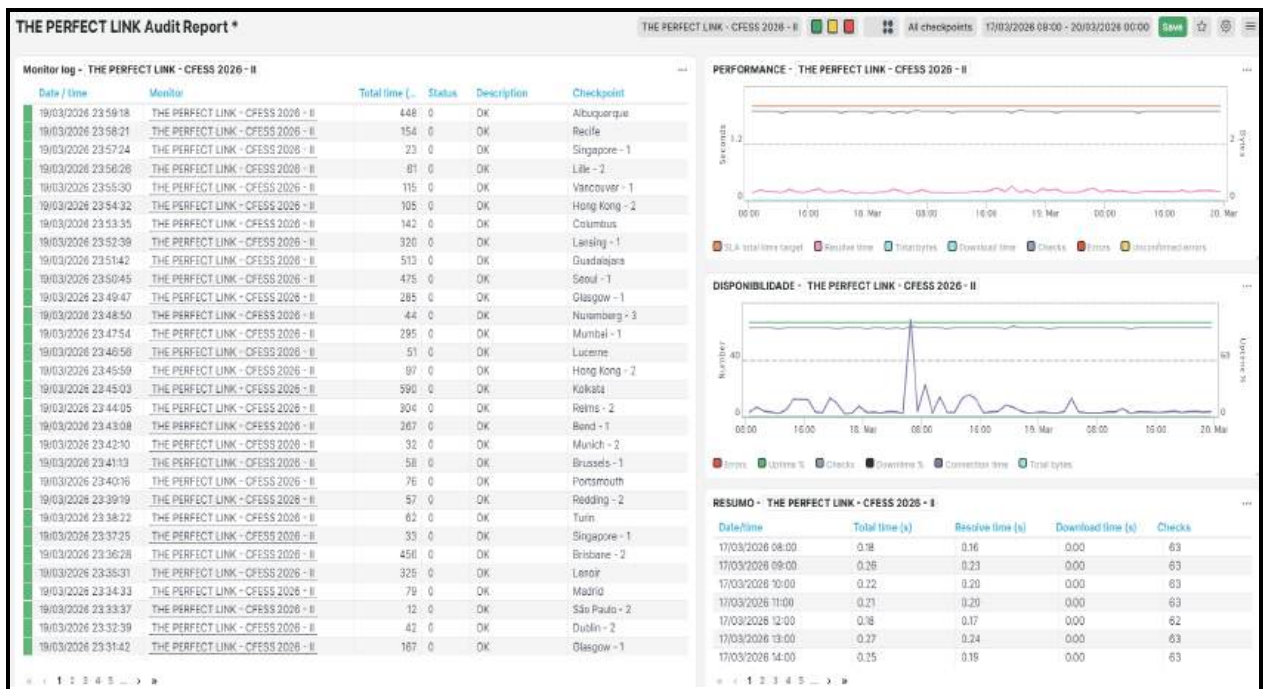 THE PERFECT LINK Audit Report *
THE PERFECT LINK - CFESS 2026 - II All checkpoints 17/03/2026 08:00 - 20/03/2026 00:00 Save
Monitor log - THE PERFECT LINK - CFESS 2026 - II ...
Date / time Monitor Total time (... Status Description Checkpoint
19/03/2026 23:59:18 THE PERFECT LINK - CFESS 2026 - II 448 0 OK Albuquerque
19/03/2026 23:58:21 THE PERFECT LINK - CFESS 2026 - II 154 0 OK Recife
19/03/2026 23:57:24 THE PERFECT LINK - CFESS 2026 - II 23 0 OK Singapore - 1
19/03/2026 23:56:26 THE PERFECT LINK - CFESS 2026 - II 61 0 OK Lille - 2
19/03/2026 23:55:30 THE PERFECT LINK - CFESS 2026 - II 115 0 OK Vancouver - 1
19/03/2026 23:54:32 THE PERFECT LINK - CFESS 2026 - II 105 0 OK Hong Kong - 2
19/03/2026 23:53:35 THE PERFECT LINK - CFESS 2026 - II 142 0 OK Columbus
19/03/2026 23:52:39 THE PERFECT LINK - CFESS 2026 - II 320 0 OK Lansing - 1
19/03/2026 23:51:42 THE PERFECT LINK - CFESS 2026 - II 513 0 OK Guadalajara
19/03/2026 23:50:45 THE PERFECT LINK - CFESS 2026 - II 475 0 OK Seoul - 1
19/03/2026 23:49:47 THE PERFECT LINK - CFESS 2026 - II 285 0 OK Glasgow - 1
19/03/2026 23:48:50 THE PERFECT LINK - CFESS 2026 - II 44 0 OK Nuremberg - 3
19/03/2026 23:47:54 THE PERFECT LINK - CFESS 2026 - II 295 0 OK Mumbai - 1
19/03/2026 23:46:56 THE PERFECT LINK - CFESS 2026 - II 51 0 OK Lucerne
19/03/2026 23:45:59 THE PERFECT LINK - CFESS 2026 - II 97 0 OK Hong Kong - 2
19/03/2026 23:45:03 THE PERFECT LINK - CFESS 2026 - II 590 0 OK Kolkata
19/03/2026 23:44:05 THE PERFECT LINK - CFESS 2026 - II 304 0 OK Reims - 2
19/03/2026 23:43:08 THE PERFECT LINK - CFESS 2026 - II 267 0 OK Bend - 1
19/03/2026 23:42:10 THE PERFECT LINK - CFESS 2026 - II 32 0 OK Munich - 2
19/03/2026 23:41:13 THE PERFECT LINK - CFESS 2026 - II 58 0 OK Brussels - 1
19/03/2026 23:40:16 THE PERFECT LINK - CFESS 2026 - II 76 0 OK Portsmouth
19/03/2026 23:39:19 THE PERFECT LINK - CFESS 2026 - II 57 0 OK Redding - 2
19/03/2026 23:38:22 THE PERFECT LINK - CFESS 2026 - II 62 0 OK Turin
19/03/2026 23:37:25 THE PERFECT LINK - CFESS 2026 - II 33 0 OK Singapore - 1
19/03/2026 23:36:28 THE PERFECT LINK - CFESS 2026 - II 456 0 OK Brisbane - 2
19/03/2026 23:35:31 THE PERFECT LINK - CFESS 2026 - II 325 0 OK Lenoir
19/03/2026 23:34:33 THE PERFECT LINK - CFESS 2026 - II 79 0 OK Madrid
19/03/2026 23:33:37 THE PERFECT LINK - CFESS 2026 - II 12 0 OK São Paulo - 2
19/03/2026 23:32:39 THE PERFECT LINK - CFESS 2026 - II 42 0 OK Dublin - 2
19/03/2026 23:31:42 THE PERFECT LINK - CFESS 2026 - II 167 0 OK Glasgow - 1
« ‹ 1 2 3 4 5 ... › »
PERFORMANCE - THE PERFECT LINK - CFESS 2026 - II ...
Seconds
1.2
0
2
0
Bytes
16:00 18. Mar 08:00 16:00 19. Mar 16:00 20. Mar
SLA total time target Resolve time Total bytes Download time Checks Errors Unconfirmed errors
DISPONIBILIDADE - THE PERFECT LINK - CFESS 2026 - II ...
Number
40
0
63
0
Uptime %
08:00 16:00 18. Mar 08:00 16:00 19. Mar 08:00 16:00 20. Mar
Errors Uptime % Checks Downtime % Connection time Total bytes
RESUMO - THE PERFECT LINK - CFESS 2026 - II ...
Date/time Total time (s) Resolve time (s) Download time (s) Checks
17/03/2026 08:00 0.18 0.16 0.00 63
17/03/2026 09:00 0.26 0.23 0.00 63
17/03/2026 10:00 0.22 0.20 0.00 63
17/03/2026 11:00 0.21 0.20 0.00 63
17/03/2026 12:00 0.18 0.17 0.00 62
17/03/2026 13:00 0.27 0.24 0.00 63
17/03/2026 14:00 0.25 0.19 0.00 63
« ‹ 1 2 3 4 5 ... › »